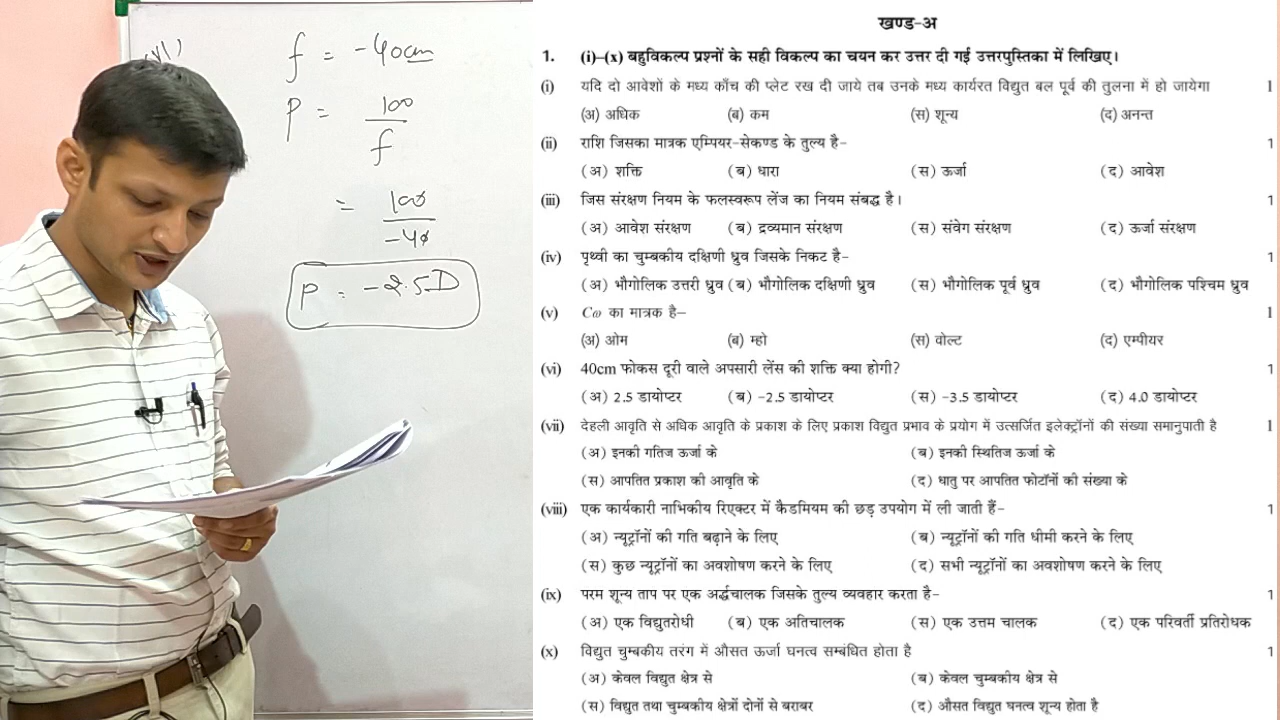 f = -40cm
P = 100
f
= 100
-40
P = -2.5D
खण्ड-अ
1. (i)–(x) बहुविकल्प प्रश्नों के सही विकल्प का चयन कर उत्तर दी गई उत्तरपुस्तिका में लिखिए।
(i) यदि दो आवेशों के मध्य काँच की प्लेट रख दी जाये तब उनके मध्य कार्यरत विद्युत बल पूर्व की तुलना में हो जायेगा 1
(अ) अधिक (ब) कम (स) शून्य (द) अनन्त
(ii) राशि जिसका मात्रक एम्पियर-सेकण्ड के तुल्य है– 1
(अ) शक्ति (ब) धारा (स) ऊर्जा (द) आवेश
(iii) जिस संरक्षण नियम के फलस्वरूप लेंज का नियम संबद्ध है। 1
(अ) आवेश संरक्षण (ब) द्रव्यमान संरक्षण (स) संवेग संरक्षण (द) ऊर्जा संरक्षण
(iv) पृथ्वी का चुम्बकीय दक्षिणी ध्रुव जिसके निकट है– 1
(अ) भौगोलिक उत्तरी ध्रुव (ब) भौगोलिक दक्षिणी ध्रुव (स) भौगोलिक पूर्व ध्रुव (द) भौगोलिक पश्चिम ध्रुव
(v) Cω का मात्रक है– 1
(अ) ओम (ब) म्हो (स) वोल्ट (द) एम्पीयर
(vi) 40cm फोकस दूरी वाले अपसारी लेंस की शक्ति क्या होगी? 1
(अ) 2.5 डायोप्टर (ब) -2.5 डायोप्टर (स) -3.5 डायोप्टर (द) 4.0 डायोप्टर
(vii) देहली आवृति से अधिक आवृति के प्रकाश के लिए प्रकाश विद्युत प्रभाव के प्रयोग में उत्सर्जित इलेक्ट्रॉनों की संख्या समानुपाती है 1
(अ) इनकी गतिज ऊर्जा के (ब) इनकी स्थितिज ऊर्जा के
(स) आपतित प्रकाश की आवृति के (द) धातु पर आपतित फोटॉनों की संख्या के
(viii) एक कार्यकारी नाभिकीय रिएक्टर में कैडमियम की छड़ उपयोग में ली जाती हैं– 1
(अ) न्यूट्रॉनों की गति बढ़ाने के लिए (ब) न्यूट्रॉनों की गति धीमी करने के लिए
(स) कुछ न्यूट्रॉनों का अवशोषण करने के लिए (द) सभी न्यूट्रॉनों का अवशोषण करने के लिए
(ix) परम शून्य ताप पर एक अर्द्धचालक जिसके तुल्य व्यवहार करता है– 1
(अ) एक विद्युतरोधी (ब) एक अतिचालक (स) एक उत्तम चालक (द) एक परिवर्ती प्रतिरोधक
(x) विद्युत चुम्बकीय तरंग में औसत ऊर्जा घनत्व सम्बंधित होता है 1
(अ) केवल विद्युत क्षेत्र से (ब) केवल चुम्बकीय क्षेत्र से
(स) विद्युत तथा चुम्बकीय क्षेत्रों दोनों से बराबर (द) औसत विद्युत घनत्व शून्य होता है